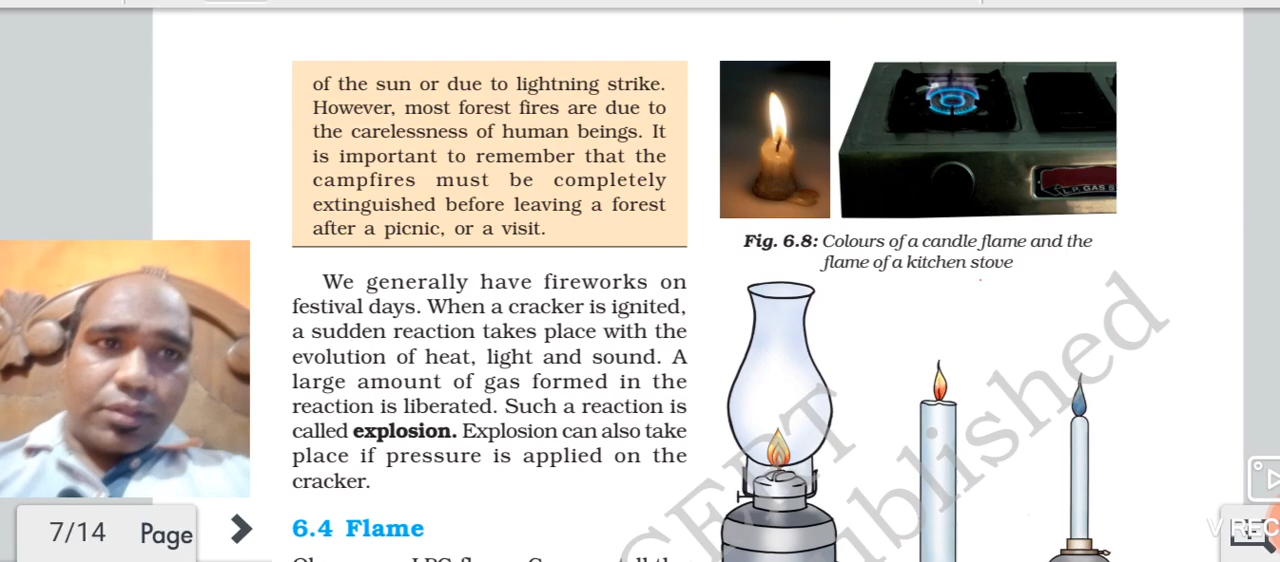 of the sun or due to lightning strike.
However, most forest fires are due to
the carelessness of human beings. It
is important to remember that the
campfires must be completely
extinguished before leaving a forest
after a picnic, or a visit.
We generally have fireworks on
festival days. When a cracker is ignited,
a sudden reaction takes place with the
evolution of heat, light and sound. A
large amount of gas formed in the
reaction is liberated. Such a reaction is
called explosion. Explosion can also take
place if pressure is applied on the
cracker.
6.4 Flame
L.P. GAS S
Fig. 6.8: Colours of a candle flame and the
flame of a kitchen stove
7/14 Page
V REC